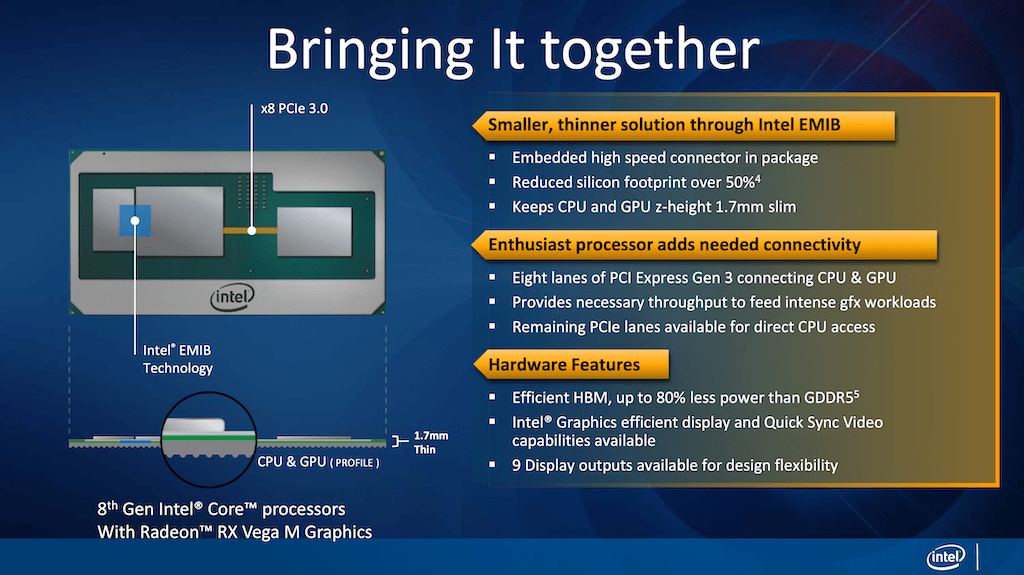 Bringing It together
x8 PCIe 3.0
intel
Intel® EMIB
Technology
1.7mm
Thin
CPU & GPU ( PROFILE )
8th Gen Intel® Core™ processors
With Radeon™ RX Vega M Graphics
Smaller, thinner solution through Intel EMIB
▪ Embedded high speed connector in package
▪ Reduced silicon footprint over 50%⁴
▪ Keeps CPU and GPU z-height 1.7mm slim
Enthusiast processor adds needed connectivity
▪ Eight lanes of PCI Express Gen 3 connecting CPU & GPU
▪ Provides necessary throughput to feed intense gfx workloads
▪ Remaining PCIe lanes available for direct CPU access
Hardware Features
▪ Efficient HBM, up to 80% less power than GDDR5⁵
▪ Intel® Graphics efficient display and Quick Sync Video
capabilities available
▪ 9 Display outputs available for design flexibility
intel